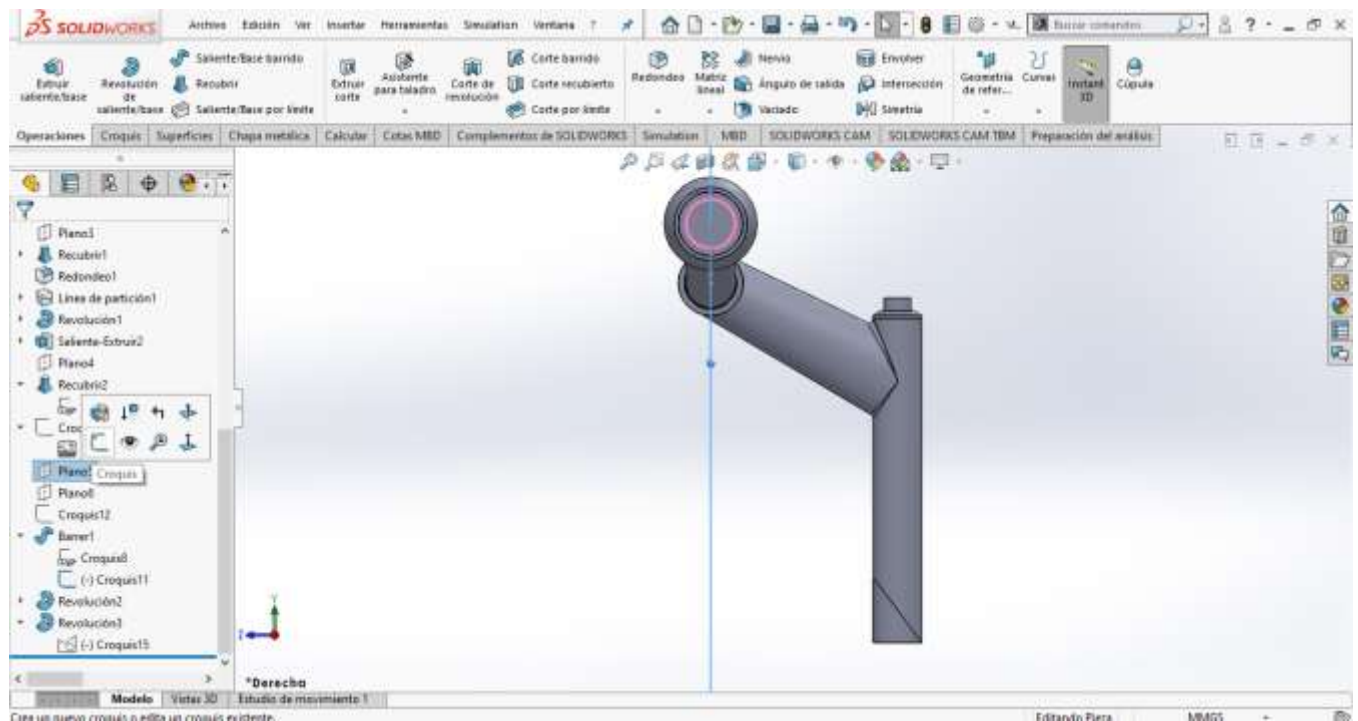 SOLIDWORKS Archivo Edición Ver Insertar Herramientas Simulation Ventana ? Buscar comandos ?
Extruir saliente/base
Revolución de saliente/base
Saliente/Base barrido
Recubrir
Saliente/Base por límite
Extruir corte
Asistente para taladro
Corte de revolución
Corte barrido
Corte recubierto
Corte por límite
Redondeo
Matriz lineal
Nervio
Ángulo de salida
Vaciado
Envolver
Intersección
Simetría
Geometría de refer...
Curvas
Instant 3D
Cúpula
Operaciones Croquis Superficies Chapa metálica Calcular Cotas MBD Complementos de SOLIDWORKS Simulation MBD SOLIDWORKS CAM SOLIDWORKS CAM TBM Preparación del análisis
Plano3
Recubrir1
Redondeo1
Línea de partición1
Revolución1
Saliente-Extruir2
Plano4
Recubrir2
Croq
Plano
Croquis
Croquis12
Barrer1
Croquis8
(-) Croquis11
Revolución2
Revolución3
(-) Croquis15
Y
Z
*Derecha
Modelo Vistas 3D Estudio de movimiento 1
Crea un nuevo croquis o edita un croquis existente. Editando Pieza MMGS